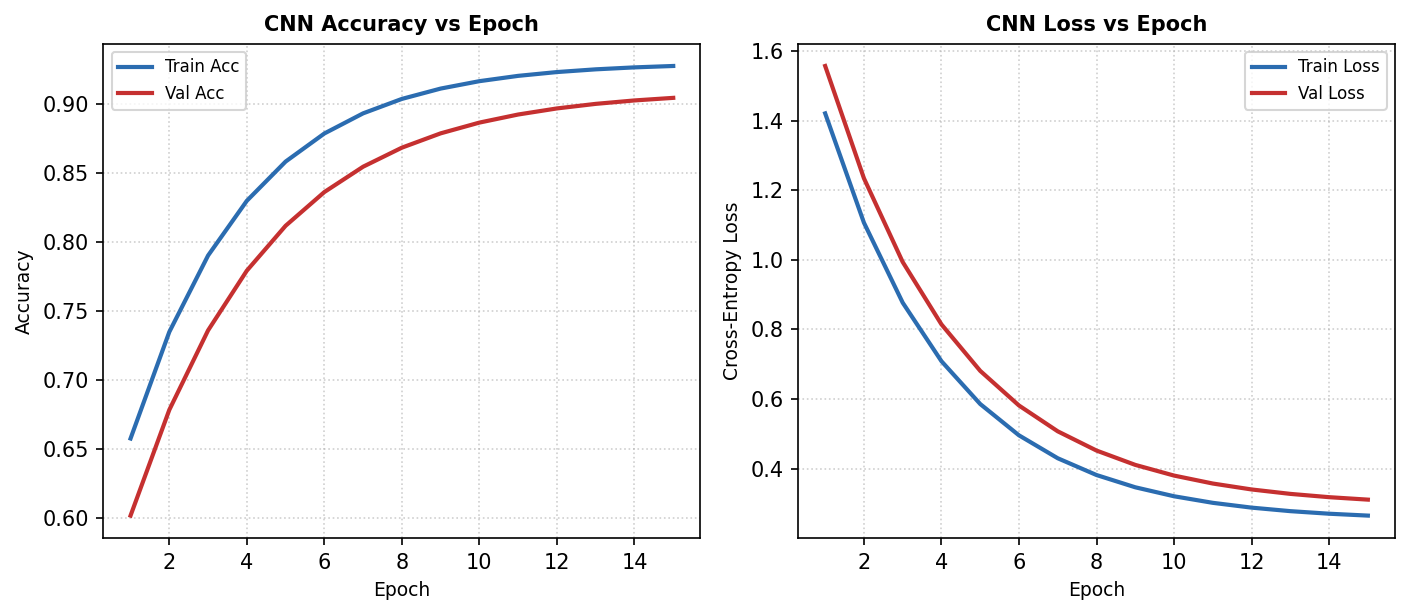 CNN Accuracy vs Epoch
Train Acc
Val Acc
Accuracy
0.90
0.85
0.80
0.75
0.70
0.65
0.60
2 4 6 8 10 12 14
Epoch
CNN Loss vs Epoch
Train Loss
Val Loss
Cross-Entropy Loss
1.6
1.4
1.2
1.0
0.8
0.6
0.4
2 4 6 8 10 12 14
Epoch